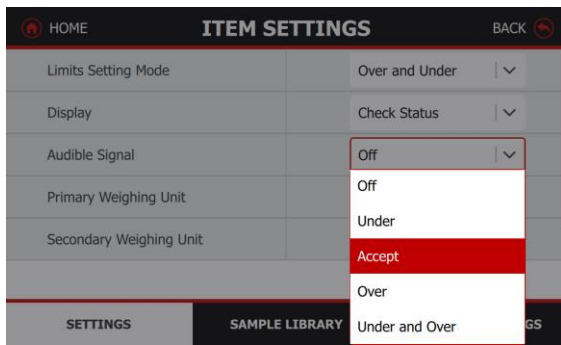 HOME ITEM SETTINGS BACK
Limits Setting Mode Over and Under
Display Check Status
Audible Signal Off
Off
Primary Weighing Unit
Under
Secondary Weighing Unit
Accept
Over
SETTINGS SAMPLE LIBRARY Under and Over GS